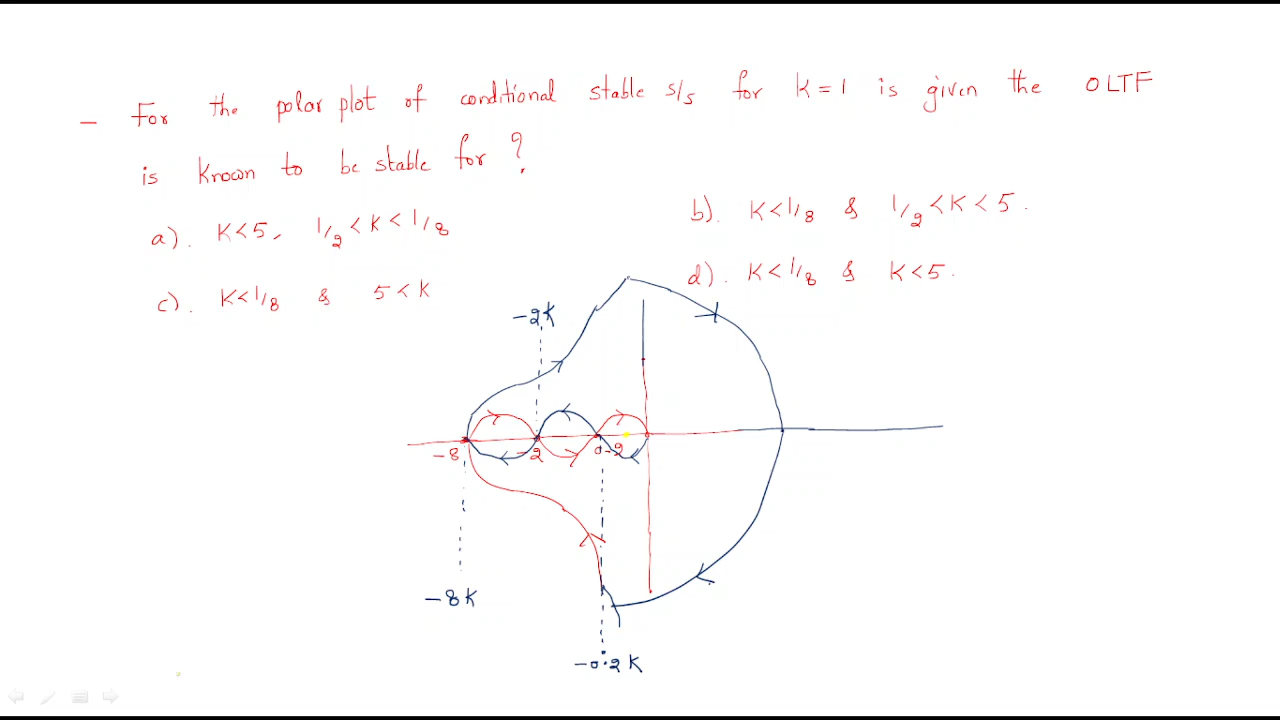 - For the polar plot of conditional stable s/s for K = 1 is given the OLTF
is known to be stable for ?
a). K<5, 1/2<K<1/8
b). K<1/8 & 1/2<K<5.
c). K<1/8 & 5<K
d). K<1/8 & K<5.
-2K
-8 -2 0-2
-8K
-0.2K